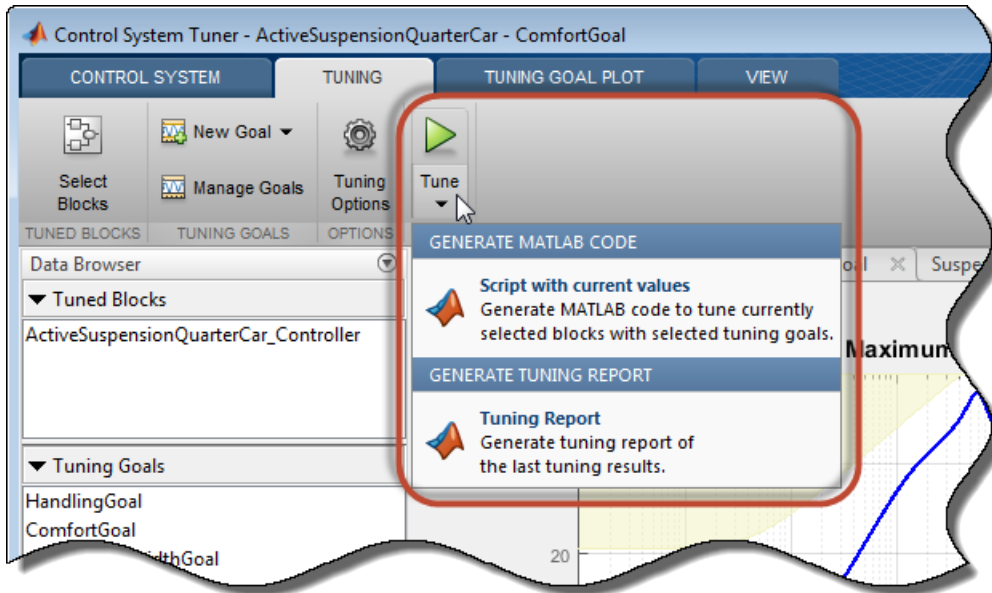 Control System Tuner - ActiveSuspensionQuarterCar - ComfortGoal
CONTROL SYSTEM
TUNING
TUNING GOAL PLOT
VIEW
Select
Blocks
New Goal
Manage Goals
Tuning
Options
Tune
TUNED BLOCKS
TUNING GOALS
OPTIONS
GENERATE MATLAB CODE
Script with current values
Generate MATLAB code to tune currently
selected blocks with selected tuning goals.
GENERATE TUNING REPORT
Tuning Report
Generate tuning report of
the last tuning results.
Data Browser
Tuned Blocks
ActiveSuspensionQuarterCar_Controller
Tuning Goals
HandlingGoal
ComfortGoal
Maximum
20